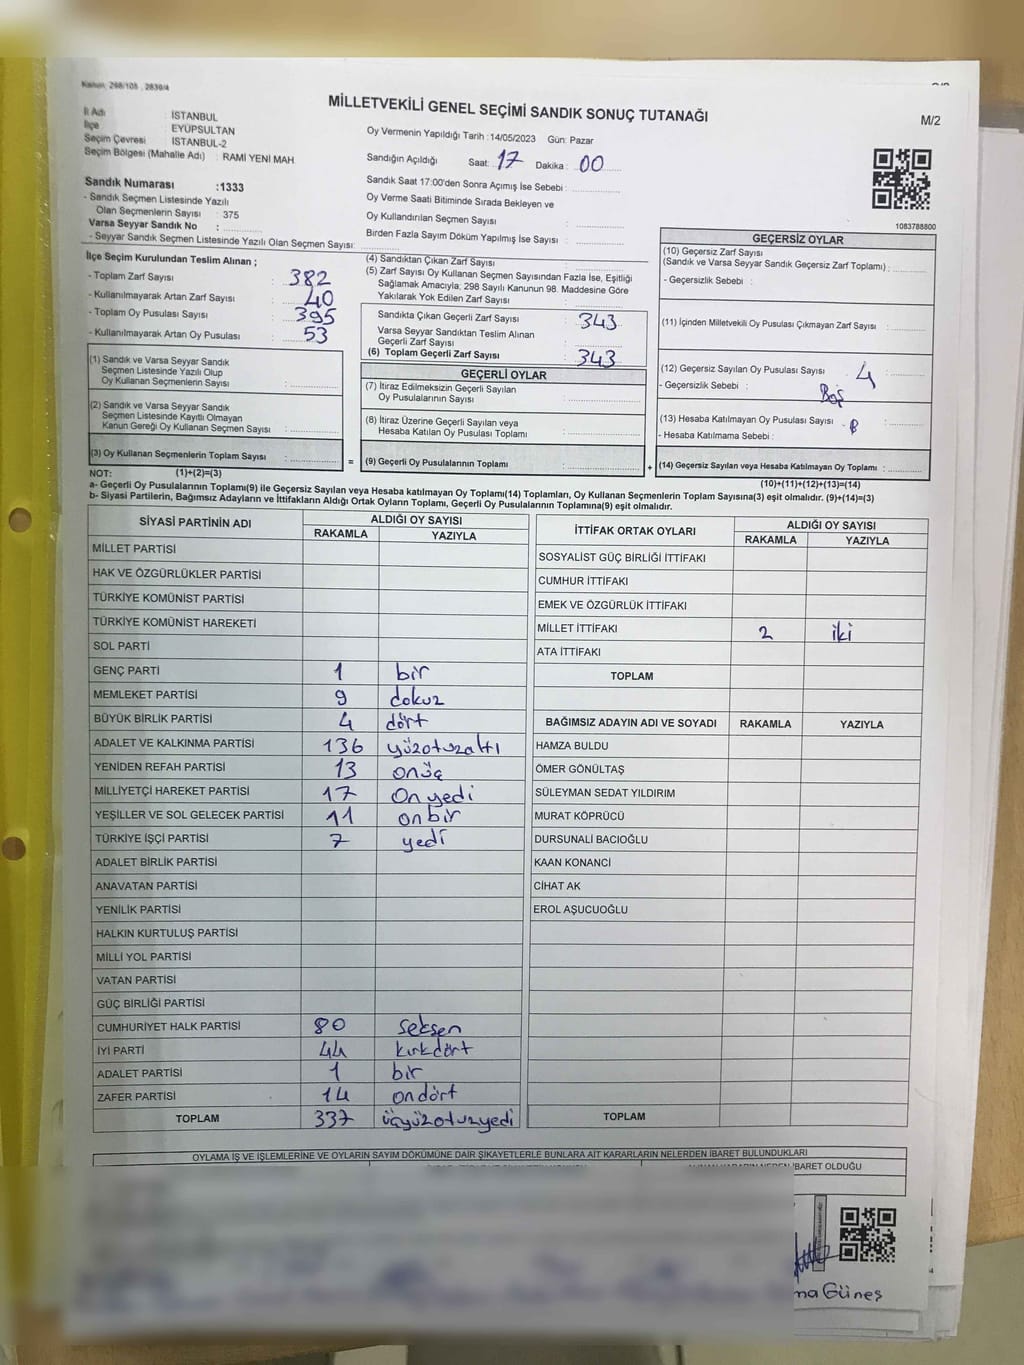 Kanun: 298/105 , 2839/4
MİLLETVEKİLİ GENEL SEÇİMİ SANDIK SONUÇ TUTANAĞI
M/2
İl Adı : İSTANBUL
İlçe : EYÜPSULTAN
Seçim Çevresi : İSTANBUL-2
Seçim Bölgesi (Mahalle Adı) : RAMİ YENİ MAH
Oy Vermenin Yapıldığı Tarih :14/05/2023 Gün: Pazar
Sandığın Açıldığı Saat: 17 Dakika : 00
Sandık Saat 17:00'den Sonra Açımış İse Sebebi :
Oy Verme Saati Bitiminde Sırada Bekleyen ve
Oy Kullandırılan Seçmen Sayısı :
Birden Fazla Sayım Döküm Yapılmış İse Sayısı :
1083788800
Sandık Numarası :1333
- Sandık Seçmen Listesinde Yazılı
Olan Seçmenlerin Sayısı : 375
Varsa Seyyar Sandık No :
- Seyyar Sandık Seçmen Listesinde Yazılı Olan Seçmen Sayısı:
İlçe Seçim Kurulundan Teslim Alınan ;
- Toplam Zarf Sayısı : 382
- Kullanılmayarak Artan Zarf Sayısı : 40
- Toplam Oy Pusulası Sayısı : 395
- Kullanılmayarak Artan Oy Pusulası : 53
(1) Sandık ve Varsa Seyyar Sandık
Seçmen Listesinde Yazılı Olup
Oy Kullanan Seçmenlerin Sayısı :
(2) Sandık ve Varsa Seyyar Sandık
Seçmen Listesinde Kayıtlı Olmayan
Kanun Gereği Oy Kullanan Seçmen Sayısı :
(3) Oy Kullanan Seçmenlerin Toplam Sayısı :
(4) Sandıktan Çıkan Zarf Sayısı :
(5) Zarf Sayısı Oy Kullanan Seçmen Sayısından Fazla İse, Eşitliği
Sağlamak Amacıyla; 298 Sayılı Kanunun 98. Maddesine Göre
Yakılarak Yok Edilen Zarf Sayısı :
Sandıkta Çıkan Geçerli Zarf Sayısı : 343
Varsa Seyyar Sandıktan Teslim Alınan
Geçerli Zarf Sayısı :
(6) Toplam Geçerli Zarf Sayısı : 343
GEÇERLİ OYLAR
(7) İtiraz Edilmeksizin Geçerli Sayılan
Oy Pusulalarının Sayısı :
(8) İtiraz Üzerine Geçerli Sayılan veya
Hesaba Katılan Oy Pusulası Toplamı :
= (9) Geçerli Oy Pusulalarının Toplamı : +
GEÇERSİZ OYLAR
(10) Geçersiz Zarf Sayısı
(Sandık ve Varsa Seyyar Sandık Geçersiz Zarf Toplamı) :
- Geçersizlik Sebebi :
(11) İçinden Milletvekili Oy Pusulası Çıkmayan Zarf Sayısı :
(12) Geçersiz Sayılan Oy Pusulası Sayısı : 4
- Geçersizlik Sebebi : Boş
(13) Hesaba Katılmayan Oy Pusulası Sayısı :
- Hesaba Katılmama Sebebi :
(14) Geçersiz Sayılan veya Hesaba Katılmayan Oy Toplamı :
NOT: (1)+(2)=(3)
(10)+(11)+(12)+(13)=(14)
a- Geçerli Oy Pusulalarının Toplamı(9) ile Geçersiz Sayılan veya Hesaba katılmayan Oy Toplamı(14) Toplamları, Oy Kullanan Seçmenlerin Toplam Sayısına(3) eşit olmalıdır. (9)+(14)=(3)
b- Siyasi Partilerin, Bağımsız Adayların ve İttifakların Aldığı Ortak Oyların Toplamı, Geçerli Oy Pusulalarının Toplamına(9) eşit olmalıdır.
SİYASİ PARTİNİN ADI ALDIĞI OY SAYISI
RAKAMLA YAZIYLA
MİLLET PARTİSİ
HAK VE ÖZGÜRLÜKLER PARTİSİ
TÜRKİYE KOMÜNİST PARTİSİ
TÜRKİYE KOMÜNİST HAREKETİ
SOL PARTİ
GENÇ PARTİ 1 bir
MEMLEKET PARTİSİ 9 dokuz
BÜYÜK BİRLİK PARTİSİ 4 dört
ADALET VE KALKINMA PARTİSİ 136 yüzotuzaltı
YENİDEN REFAH PARTİSİ 13 onüç
MİLLİYETÇİ HAREKET PARTİSİ 17 On yedi
YEŞİLLER VE SOL GELECEK PARTİSİ 11 onbir
TÜRKİYE İŞÇİ PARTİSİ 7 yedi
ADALET BİRLİK PARTİSİ
ANAVATAN PARTİSİ
YENİLİK PARTİSİ
HALKIN KURTULUŞ PARTİSİ
MİLLİ YOL PARTİSİ
VATAN PARTİSİ
GÜÇ BİRLİĞİ PARTİSİ
CUMHURİYET HALK PARTİSİ 80 seksen
İYİ PARTİ 44 kırkdört
ADALET PARTİSİ 1 bir
ZAFER PARTİSİ 14 ondört
TOPLAM 337 üçyüzotuzyedi
İTTİFAK ORTAK OYLARI ALDIĞI OY SAYISI
RAKAMLA YAZIYLA
SOSYALİST GÜÇ BİRLİĞİ İTTİFAKI
CUMHUR İTTİFAKI
EMEK VE ÖZGÜRLÜK İTTİFAKI
MİLLET İTTİFAKI 2 iki
ATA İTTİFAKI
TOPLAM
BAĞIMSIZ ADAYIN ADI VE SOYADI RAKAMLA YAZIYLA
HAMZA BULDU
ÖMER GÖNÜLTAŞ
SÜLEYMAN SEDAT YILDIRIM
MURAT KÖPRÜCÜ
DURSUNALİ BACIOĞLU
KAAN KONANCİ
CİHAT AK
EROL AŞUCUOĞLU
TOPLAM
OYLAMA İŞ VE İŞLEMLERİNE VE OYLARIN SAYIM DÖKÜMÜNE DAİR ŞİKAYETLERLE BUNLARA AİT KARARLARIN NELERDEN İBARET BULUNDUKLARI
İBARET OLDUĞU
ma Güneş